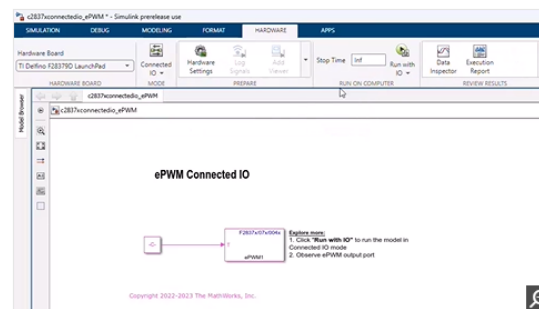 c2837xconnectedio_ePWM * - Simulink prerelease use
SIMULATION DEBUG MODELING FORMAT HARDWARE APPS
Hardware Board
TI Delfino F28379D LaunchPad
Connected IO
Hardware Settings
Log Signals
Add Viewer
Stop Time Inf
Run with IO
Data Inspector
Execution Report
HARDWARE BOARD MODE PREPARE RUN ON COMPUTER REVIEW RESULTS
c2837xconnectedio_ePWM
Model Browser
c2837xconnectedio_ePWM
ePWM Connected IO
-C-
F2837x/07x/004x
T
ePWM1
Explore more:
1. Click "Run with IO" to run the model in
Connected IO mode
2. Observe ePWM output port
Copyright 2022-2023 The MathWorks, Inc.